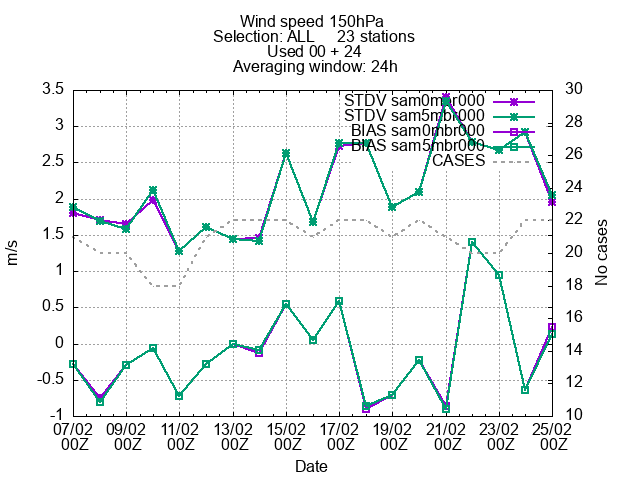 Wind speed 150hPa
Selection: ALL 23 stations
Used 00 + 24
Averaging window: 24h
3.5
3
2.5
2
1.5
1
0.5
0
-0.5
-1
m/s
30
28
26
24
22
20
18
16
14
12
10
No cases
STDV sam0mbr000
STDV sam5mbr000
BIAS sam0mbr000
BIAS sam5mbr000
CASES
07/02 09/02 11/02 13/02 15/02 17/02 19/02 21/02 23/02 25/02
00Z 00Z 00Z 00Z 00Z 00Z 00Z 00Z 00Z 00Z
Date